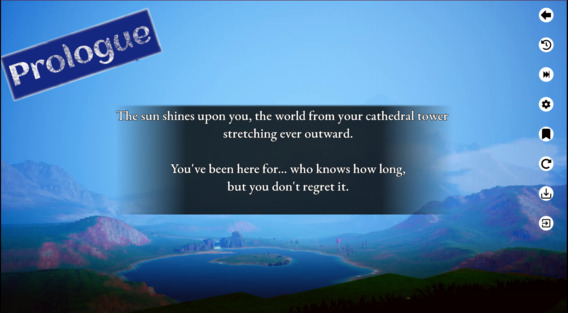 Prologue
The sun shines upon you, the world from your cathedral tower
stretching ever outward.
You've been here for... who knows how long,
but you don't regret it.